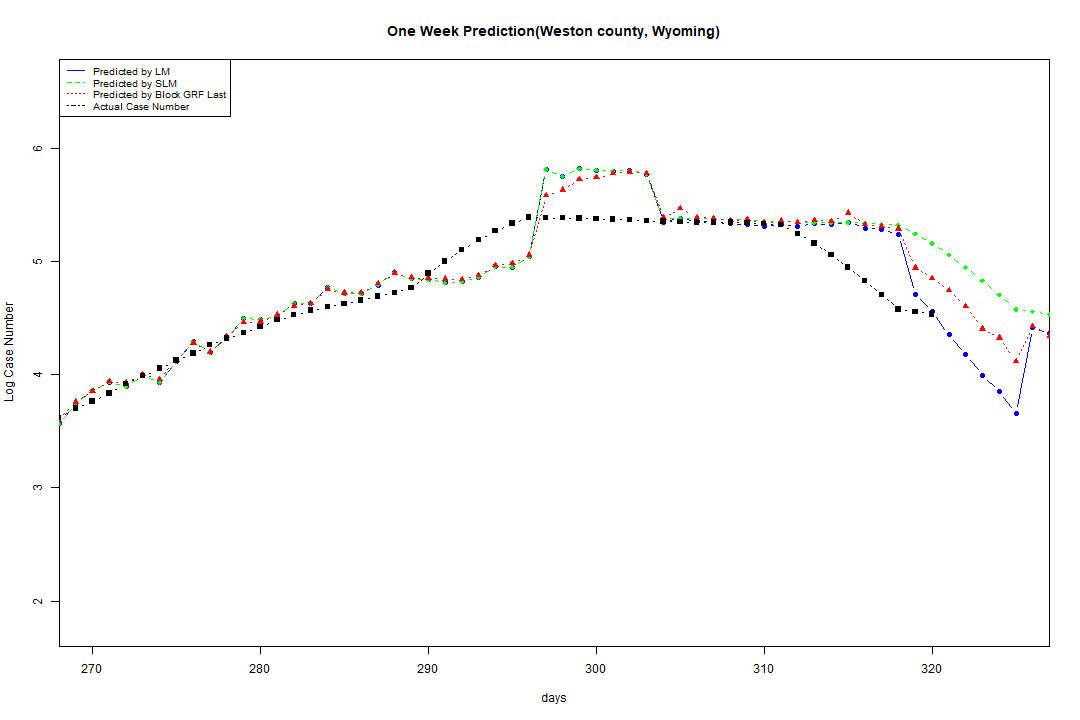 One Week Prediction(Weston county, Wyoming)
Predicted by LM
Predicted by SLM
Predicted by Block GRF Last
Actual Case Number
6
5
4
3
2
Log Case Number
270 280 290 300 310 320
days